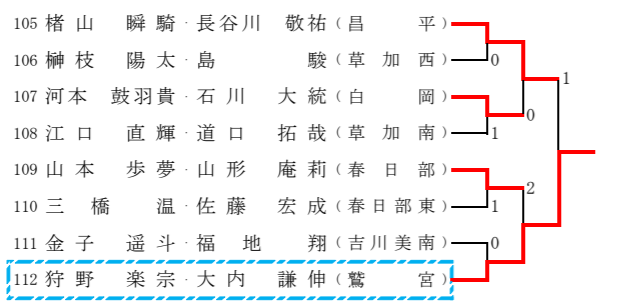 105 楮山 瞬騎・長谷川 敬祐(昌平)
106 榊枝 陽太・島 駿(草加西)
0
1
107 河本 鼓羽貴・石川 大統(白岡)
0
108 江口 直輝・道口 拓哉(草加南)
1
109 山本 歩夢・山形 庵莉(春日部)
2
110 三橋 温・佐藤 宏成(春日部東)
1
111 金子 遥斗・福地 翔(吉川美南)
0
112 狩野 楽宗・大内 謙伸(鷲宮)